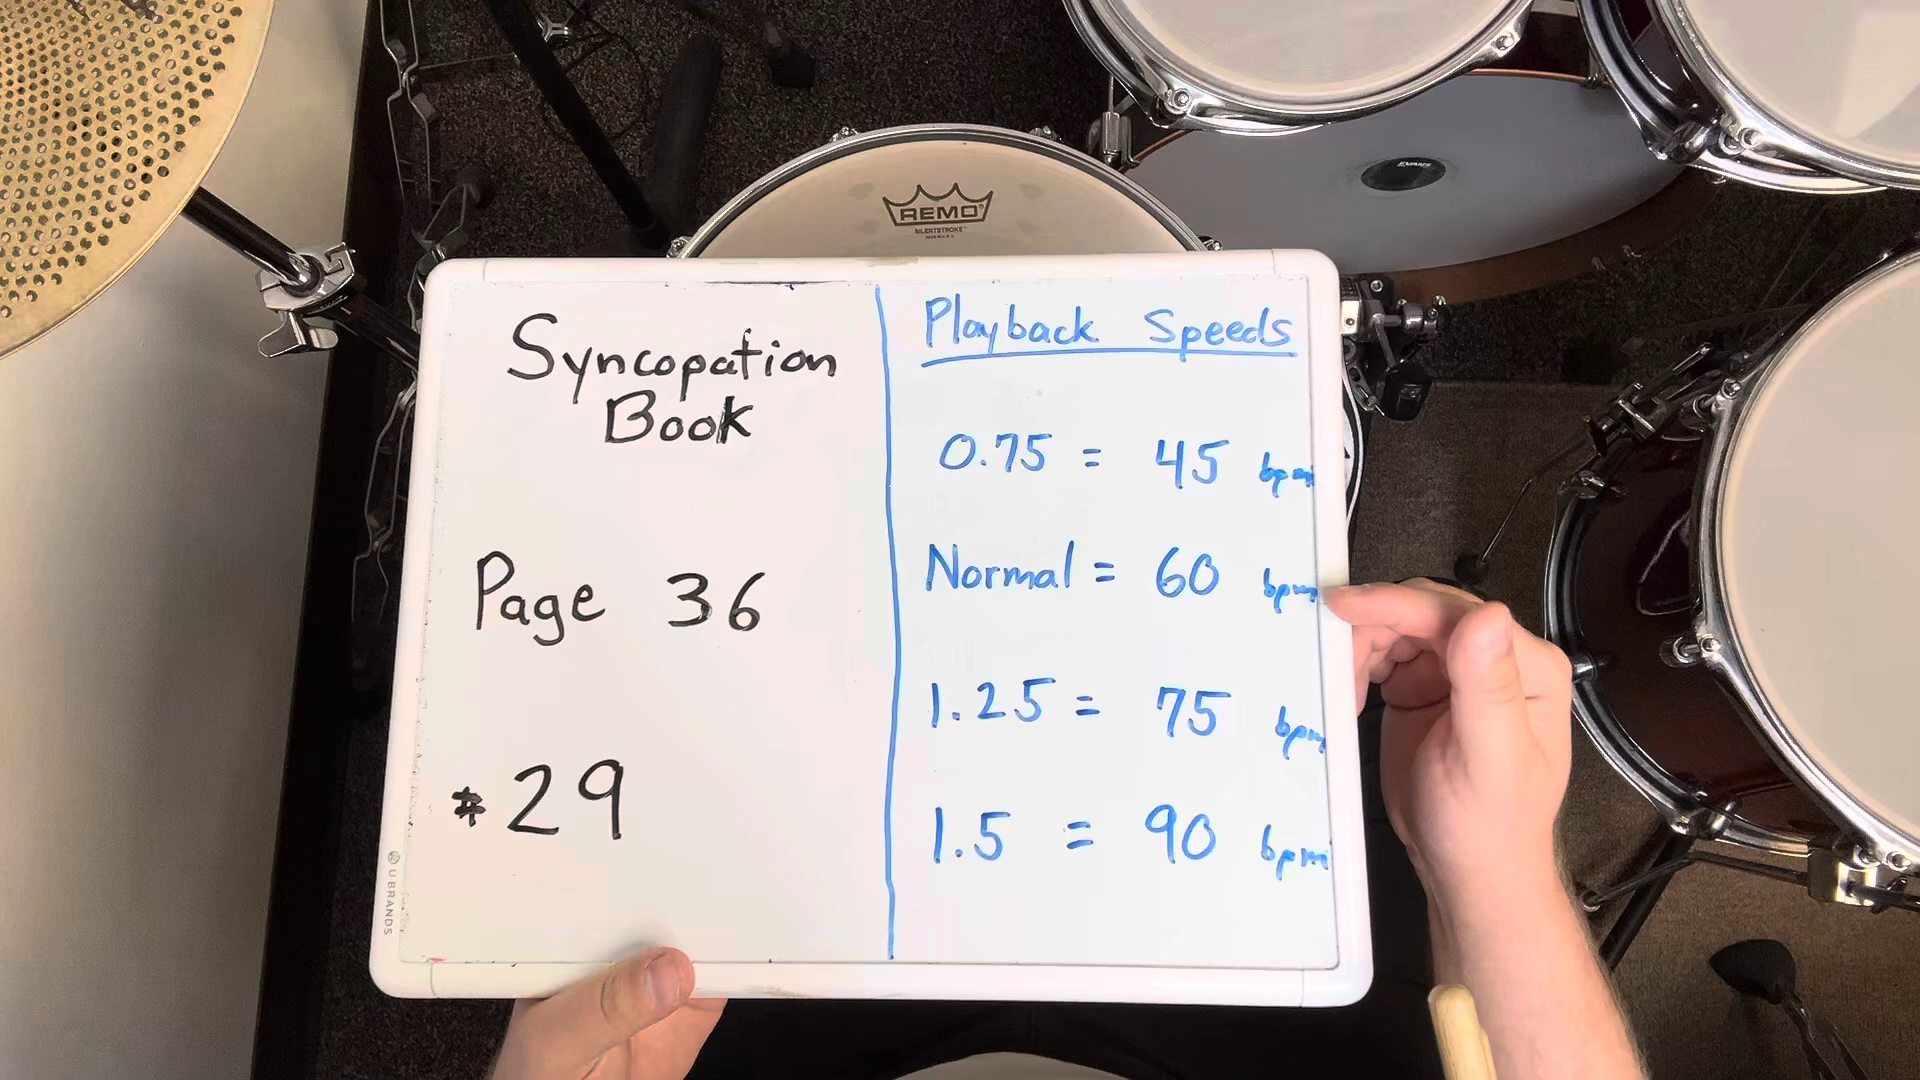 REMO
SILENTSTROKE
Syncopation
Book
Page 36
#29
Playback Speeds
0.75 = 45 bpm
Normal = 60 bpm
1.25 = 75 bpm
1.5 = 90 bpm
U BRANDS